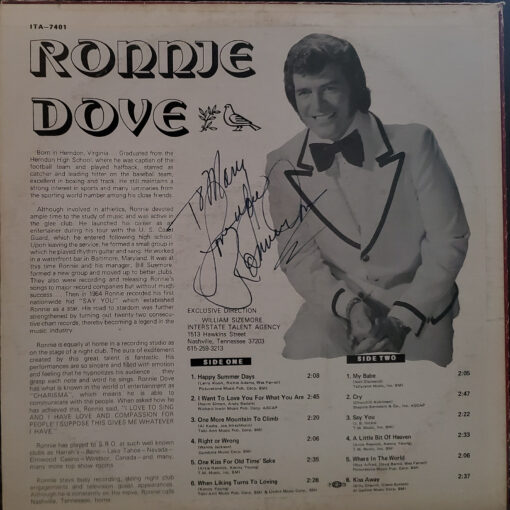 ITA-7401
RONNIE
DOVE
Born in Herndon, Virginia. Graduated from the
Herndon High School, where he was captain of the
football team and played halfback, starred as
catcher and leading hitter on the baseball team,
excellent in boxing and track. He still maintains a
strong interest in sports and many luminaries from
the sporting world number among his close friends.
Although involved in athletics, Ronnie devoted
ample time to the study of music and was active in
the glee club. He launched his career as an
entertainer during his tour with the U. S. Coast
Guard, which he entered following high school.
Upon leaving the service, he formed a small group in
which he played rhythm guitar and sang. He worked
in a waterfront bar in Baltimore, Maryland. It was at
this time Ronnie and his manager, Bill Sizemore,
formed a new group and moved up to better clubs.
They also were recording and releasing Ronnie's
songs to major record companies but without much
success . . . Then in 1964 Ronnie recorded his first
nationwide hit "SAY YOU" which established
Ronnie as a star. His road to stardom was further
strengthened by turning out twenty two consecu-
tive chart records, thereby becoming a legend in the
music industry.
Ronnie is equally at home in a recording studio as
on the stage of a night club. The aura of excitement
created by this great talent is fantastic. His
performances are so sincere and filled with emotion
and feeling that he hypnotizes his audience . . . they
grasp each note and word he sings. Ronnie Dove
has what is known in the world of entertainment as
"CHARISMA", which means he is able to
communicate with the people. When asked how he
has achieved this, Ronnie said, "I LOVE TO SING
AND I HAVE LOVE AND COMPASSION FOR
PEOPLE! I SUPPOSE THIS GIVES ME WHATEVER
I HAVE."
Ronnie has played to S.R.O. at such well known
clubs as Harrah's—Reno - Lake Tahoe - Nevada—
Elmwood Casino—Windsor, Canada—and many,
many more top show rooms.
Ronnie stays busy recording, doing night club
engagements and television guest appearances.
Although he is constantly on the move, Ronnie calls
Nashville, Tennessee, home.
To Mary
Ronnie
EXCLUSIVE DIRECTION
WILLIAM SIZEMORE
INTERSTATE TALENT AGENCY
1513 Hawkins Street
Nashville, Tennessee 37203
615-259-3213
SIDE ONE
1. Happy Summer Days 2:08
2. I Want To Love You For What You Are 2:20
3. One More Mountain To Climb 2:20
4. Right or Wrong 2:06
5. One Kiss For Old Time' Sake 2:35
6. When Liking Turns To Loving 2:28
SIDE TWO
1. My Babe 2:21
2. Cry 2:31
3. Say You 2:22
4. A Little Bit Of Heaven 2:33
5. Where In The World 2:06
6. Kiss Away 2:37